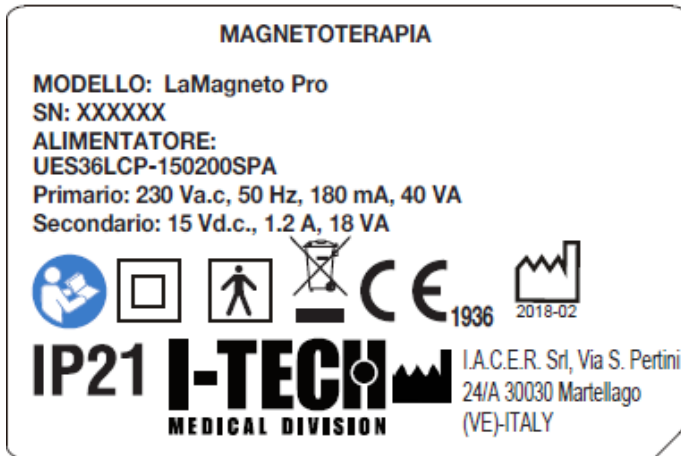 MAGNETOTERAPIA
MODELLO: LaMagneto Pro
SN: XXXXXX
ALIMENTATORE:
UES36LCP-150200SPA
Primario: 230 Va.c, 50 Hz, 180 mA, 40 VA
Secondario: 15 Vd.c., 1.2 A, 18 VA
CE 1936
2018-02
IP21
I-TECH
MEDICAL DIVISION
I.A.C.E.R. Srl, Via S. Pertini
24/A 30030 Martellago
(VE)-ITALY